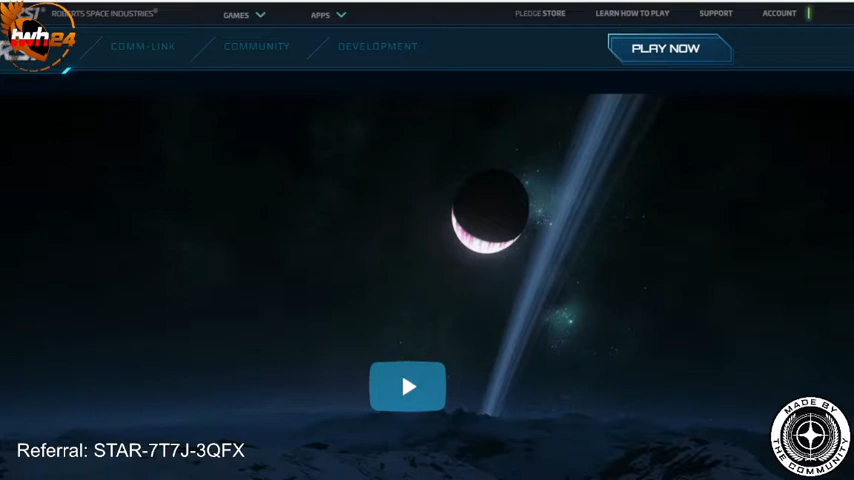 ROBERTS SPACE INDUSTRIES®
GAMES
APPS
PLEDGE STORE
LEARN HOW TO PLAY
SUPPORT
ACCOUNT
twh24
COMM-LINK
COMMUNITY
DEVELOPMENT
PLAY NOW
Referral: STAR-7T7J-3QFX
MADE BY
THE COMMUNITY